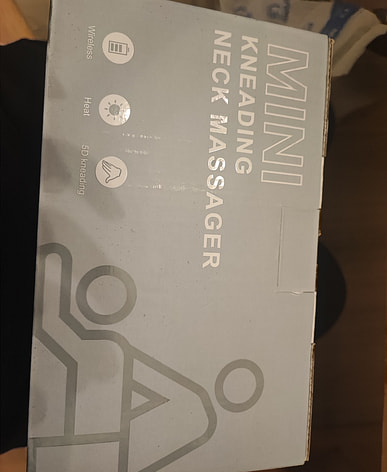 MINI
KNEADING
NECK MASSAGER
Wireless
Heat
5D kneading